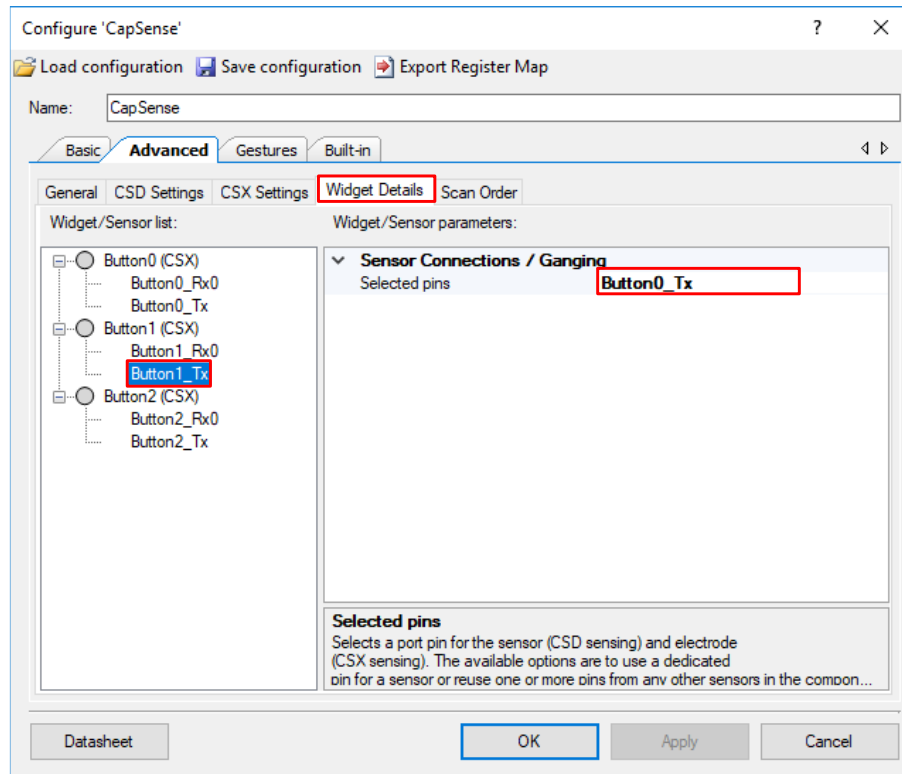 Configure 'CapSense' ?
Load configuration Save configuration Export Register Map
Name: CapSense
Basic Advanced Gestures Built-in
General CSD Settings CSX Settings Widget Details Scan Order
Widget/Sensor list: Widget/Sensor parameters:
Button0 (CSX)
Button0_Rx0
Button0_Tx
Button1 (CSX)
Button1_Rx0
Button1_Tx
Button2 (CSX)
Button2_Rx0
Button2_Tx
Sensor Connections / Ganging
Selected pins Button0_Tx
Selected pins
Selects a port pin for the sensor (CSD sensing) and electrode
(CSX sensing). The available options are to use a dedicated
pin for a sensor or reuse one or more pins from any other sensors in the compon...
Datasheet OK Apply Cancel